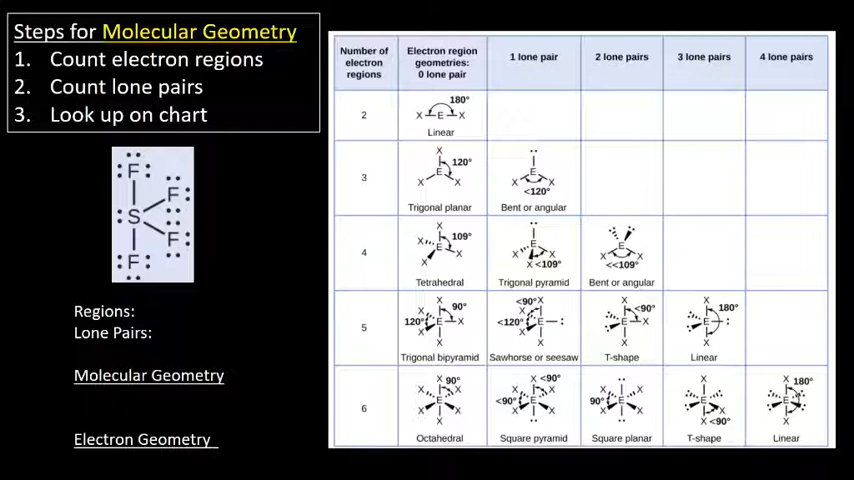 Steps for Molecular Geometry
1. Count electron regions
2. Count lone pairs
3. Look up on chart
F
F
S
F
F
Regions:
Lone Pairs:
Molecular Geometry
Electron Geometry
Number of electron regions
Electron region geometries: 0 lone pair
1 lone pair
2 lone pairs
3 lone pairs
4 lone pairs
2
180°
X E X
Linear
3
X
120°
E
X X
Trigonal planar
E
X X
<120°
Bent or angular
4
X
109°
X E
X X
Tetrahedral
E
X X
X <109°
Trigonal pyramid
E
X X
<<109°
Bent or angular
5
X
90°
X
120° E X
X
X
Trigonal bipyramid
<90° X
X
<120° E
X
X
Sawhorse or seesaw
X <90°
E X
X
T-shape
X 180°
E
X
Linear
6
X 90°
X X
E
X X
X
Octahedral
X <90°
X X
<90° E
X X
Square pyramid
X X
90° E
X X
Square planar
X
E
X X
X <90°
T-shape
X 180°
E
X
Linear